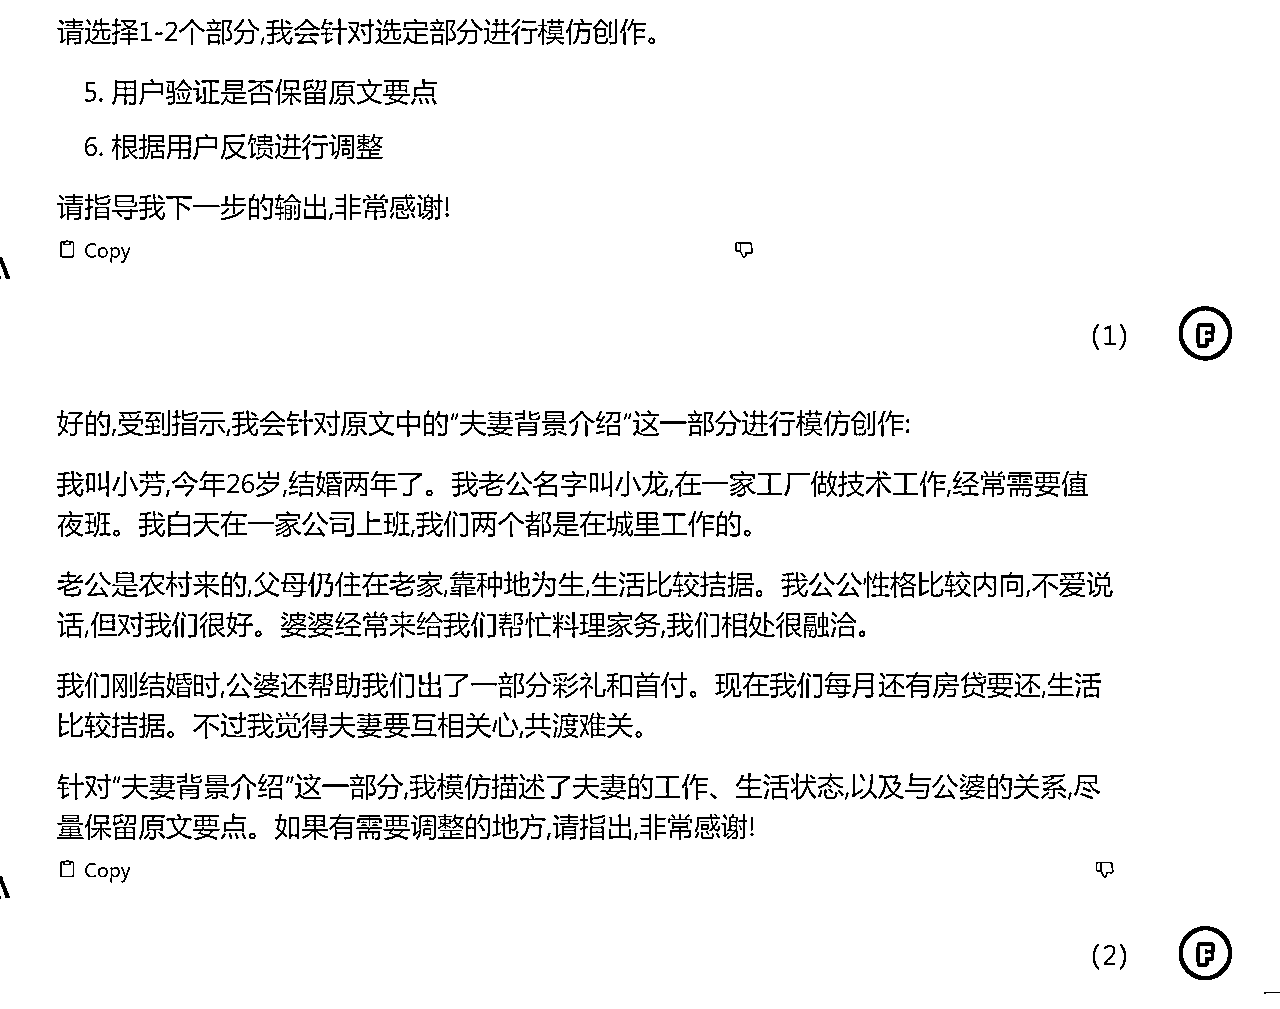 请选择1-2个部分,我会针对选定部分进行模仿创作。
5. 用户验证是否保留原文要点
6. 根据用户反馈进行调整
请指导我下一步的输出,非常感谢!
Copy
(1) F
好的,受到指示,我会针对原文中的“夫妻背景介绍”这一部分进行模仿创作:
我叫小芳,今年26岁,结婚两年了。我老公名字叫小龙,在一家工厂做技术工作,经常需要值
夜班。我白天在一家公司上班,我们两个都是在城里工作的。
老公是农村来的,父母仍住在老家,靠种地为生,生活比较拮据。我公公性格比较内向,不爱说
话,但对我们很好。婆婆经常来给我们帮忙料理家务,我们相处很融洽。
我们刚结婚时,公婆还帮助我们出了一部分彩礼和首付。现在我们每月还有房贷要还,生活
比较拮据。不过我觉得夫妻要互相关心,共渡难关。
针对“夫妻背景介绍”这一部分,我模仿描述了夫妻的工作、生活状态,以及与公婆的关系,尽
量保留原文要点。如果有需要调整的地方,请指出,非常感谢!
Copy
(2) F